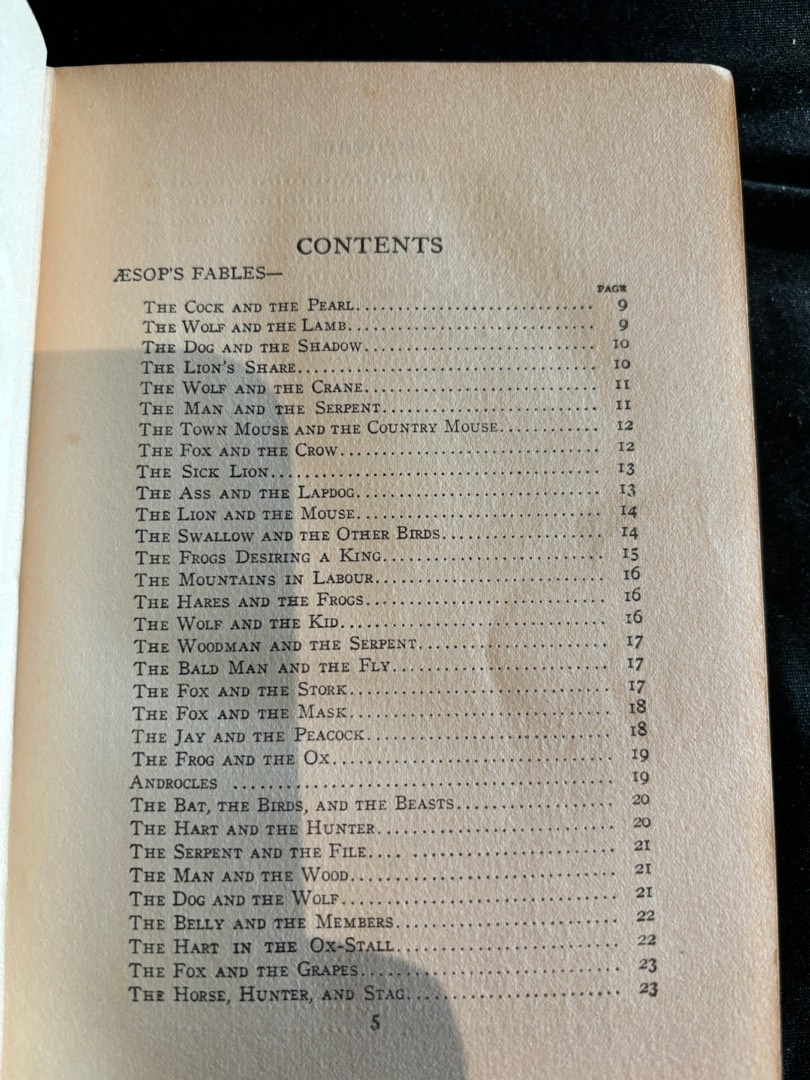 CONTENTS
ÆSOP'S FABLES—
PAGE
THE COCK AND THE PEARL........................... 9
THE WOLF AND THE LAMB............................ 9
THE DOG AND THE SHADOW.......................... 10
THE LION'S SHARE................................. 10
THE WOLF AND THE CRANE.......................... 11
THE MAN AND THE SERPENT......................... 11
THE TOWN MOUSE AND THE COUNTRY MOUSE............ 12
THE FOX AND THE CROW............................ 12
THE SICK LION.................................... 13
THE ASS AND THE LAPDOG.......................... 13
THE LION AND THE MOUSE.......................... 14
THE SWALLOW AND THE OTHER BIRDS................. 14
THE FROGS DESIRING A KING....................... 15
THE MOUNTAINS IN LABOUR......................... 16
THE HARES AND THE FROGS......................... 16
THE WOLF AND THE KID............................ 16
THE WOODMAN AND THE SERPENT..................... 17
THE BALD MAN AND THE FLY........................ 17
THE FOX AND THE STORK........................... 17
THE FOX AND THE MASK............................ 18
THE JAY AND THE PEACOCK......................... 18
THE FROG AND THE OX............................. 19
ANDROCLES ...................................... 19
THE BAT, THE BIRDS, AND THE BEASTS.............. 20
THE HART AND THE HUNTER......................... 20
THE SERPENT AND THE FILE.... ................... 21
THE MAN AND THE WOOD............................ 21
THE DOG AND THE WOLF............................ 21
THE BELLY AND THE MEMBERS....................... 22
THE HART IN THE OX-STALL........................ 22
THE FOX AND THE GRAPES.......................... 23
THE HORSE, HUNTER, AND STAG..................... 23
5